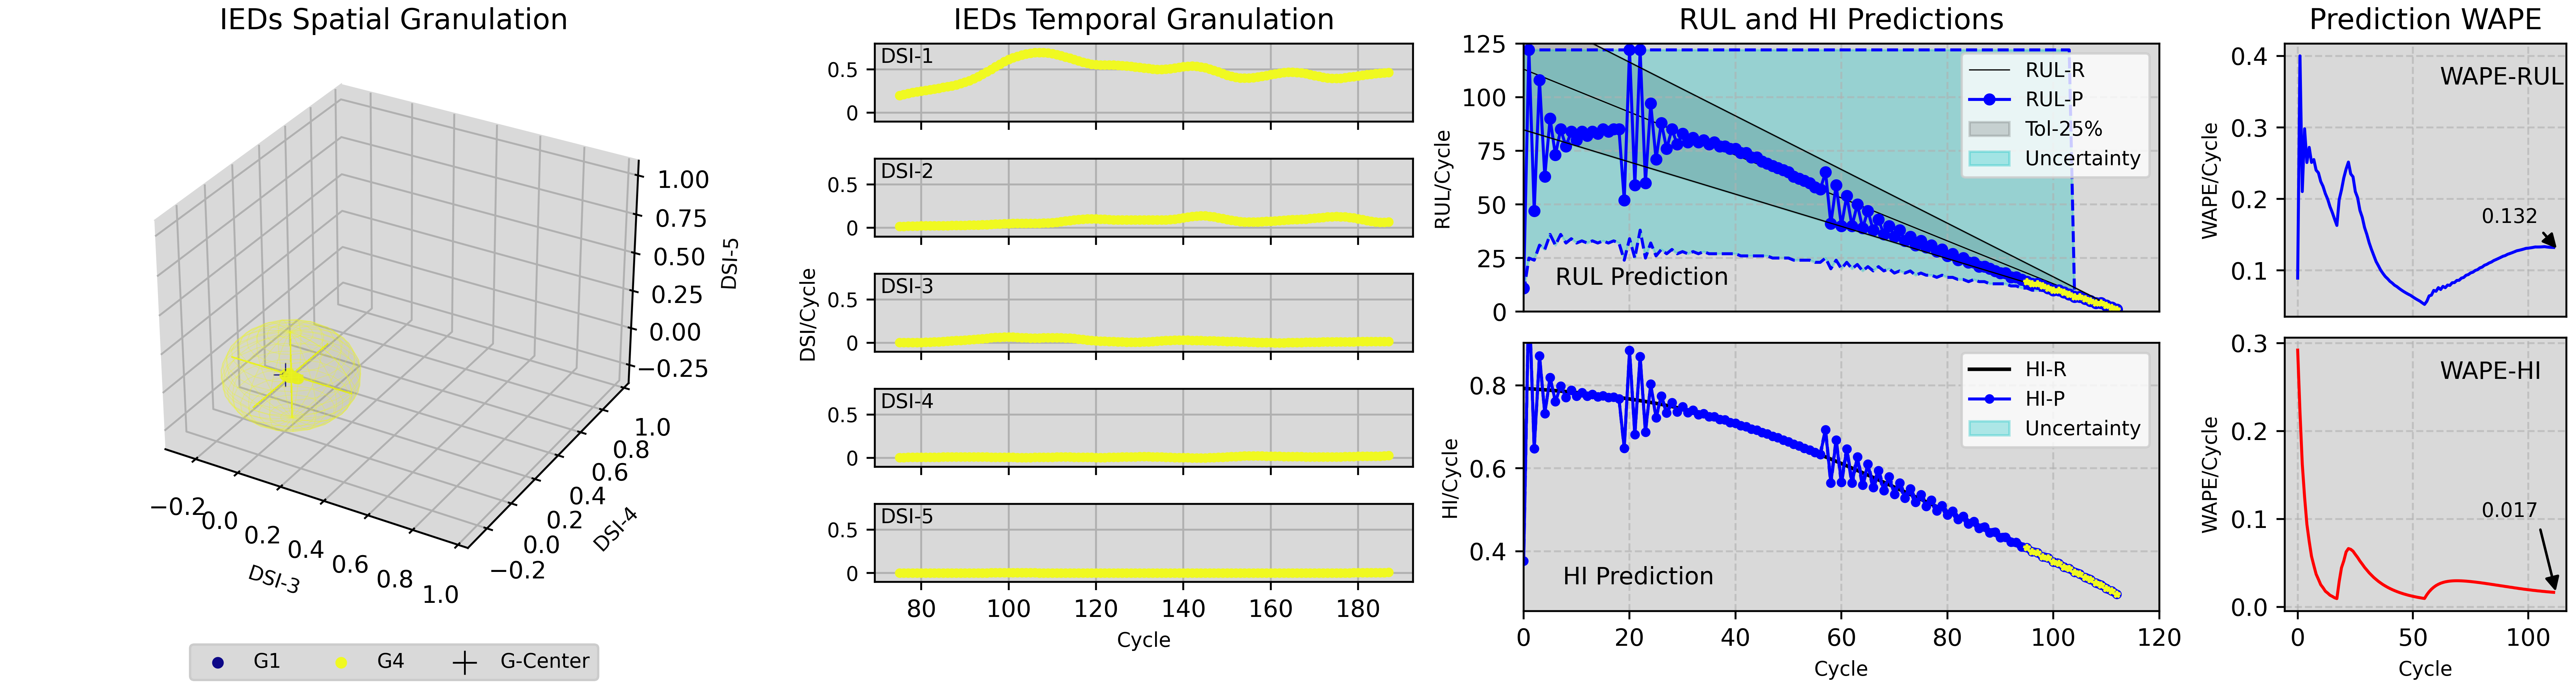 IEDs Spatial Granulation
1.00
0.75
0.50
0.25
0.00
−0.25
DSI-5
1.0
0.8
0.6
0.4
0.2
0.0
−0.2
DSI-4
−0.2
0.0
0.2
0.4
0.6
0.8
1.0
DSI-3
G1 G4 G-Center
IEDs Temporal Granulation
DSI/Cycle
DSI-1
0.5
0
DSI-2
0.5
0
DSI-3
0.5
0
DSI-4
0.5
0
DSI-5
0.5
0
80 100 120 140 160 180
Cycle
RUL and HI Predictions
RUL/Cycle
125
100
75
50
25
0
RUL-R
RUL-P
Tol-25%
Uncertainty
RUL Prediction
HI/Cycle
0.8
0.6
0.4
HI-R
HI-P
Uncertainty
HI Prediction
0 20 40 60 80 100 120
Cycle
Prediction WAPE
WAPE/Cycle
0.4
0.3
0.2
0.1
WAPE-RUL
0.132
WAPE/Cycle
0.3
0.2
0.1
0.0
WAPE-HI
0.017
0 50 100
Cycle